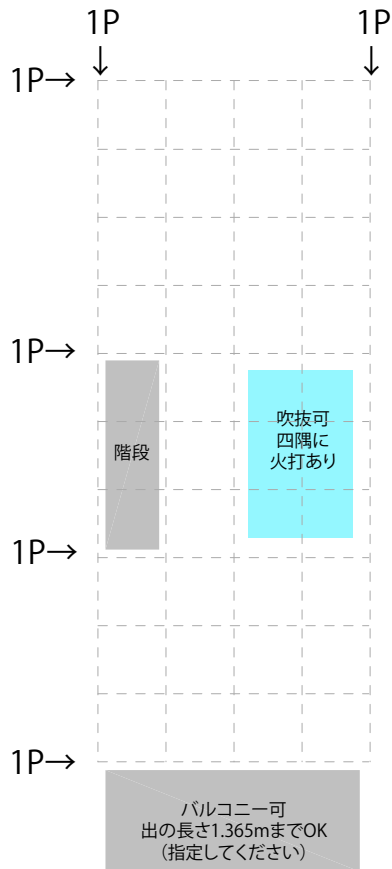 1P
1P
↓
↓
1P→
1P→
階段
吹抜可
四隅に
火打あり
1P→
1P→
バルコニー可
出の長さ1.365mまでOK
（指定してください）